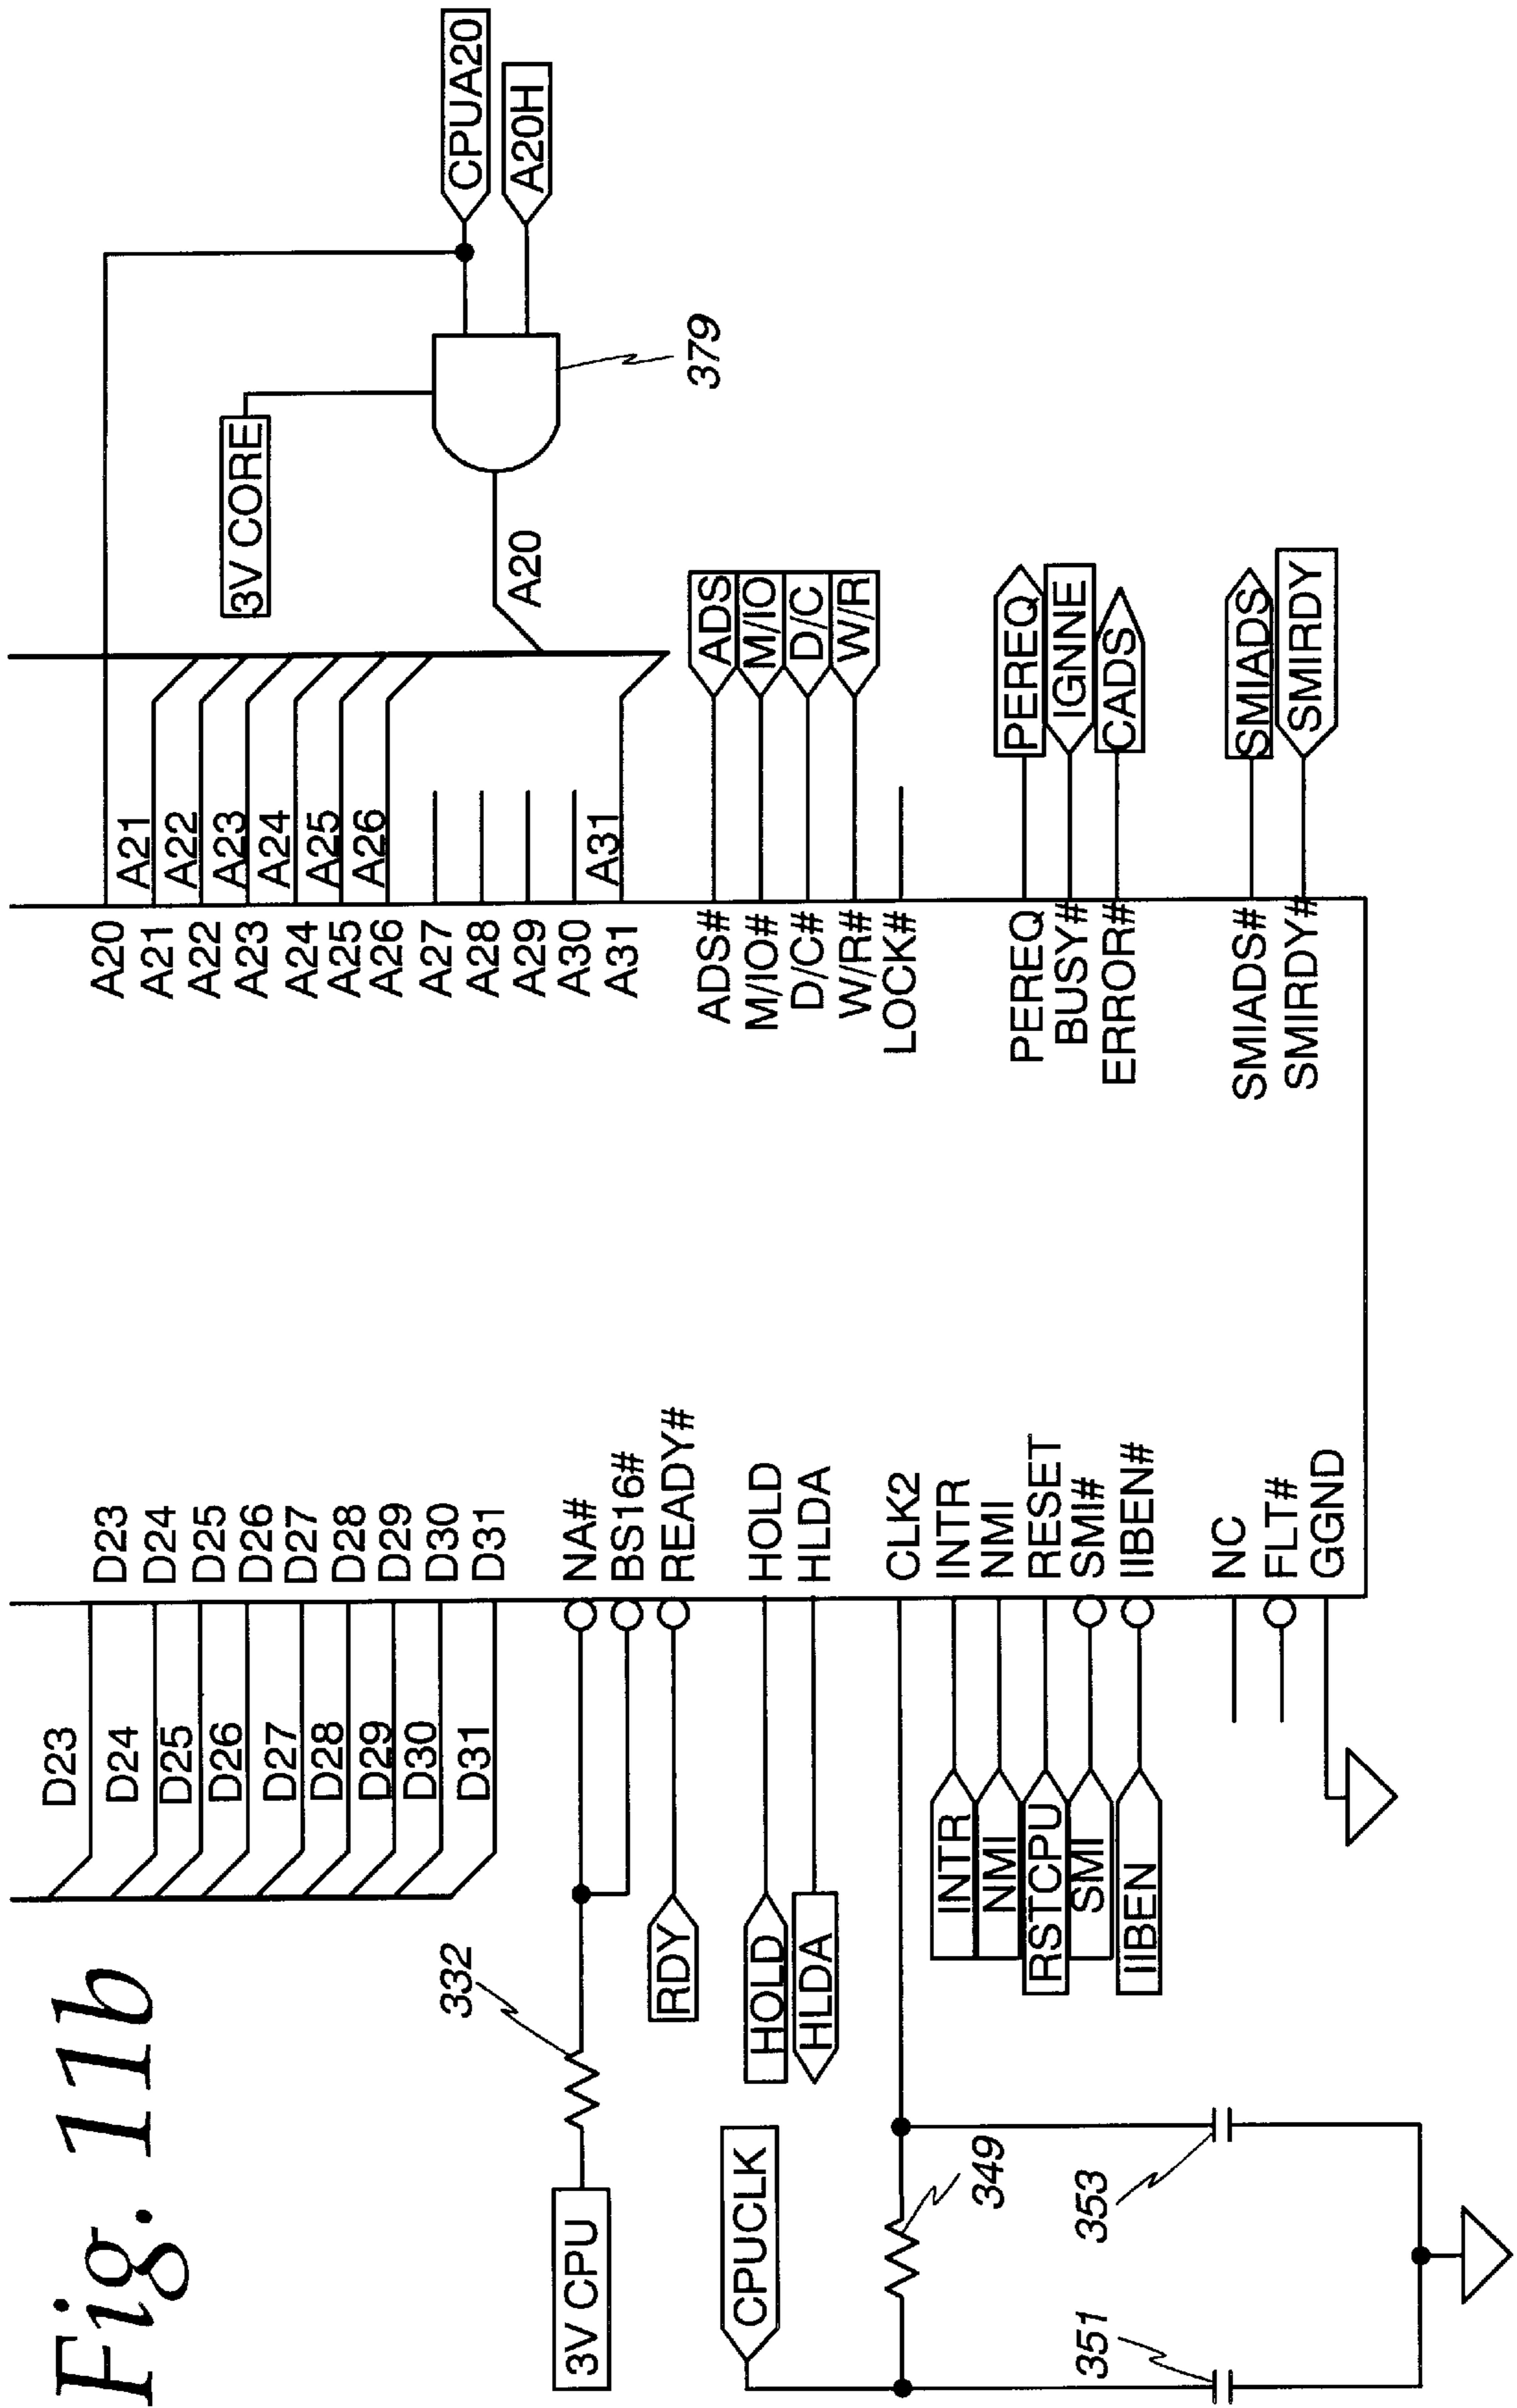 Fig. 11b
D23
D24
D25
D26
D27
D28
D29
D30
D31
D23
D24
D25
D26
D27
D28
D29
D30
D31
332
3V CPU
NA#
BS16#
RDY
READY#
HOLD
HOLD
HLDA
HLDA
CPUCLK
349
351
353
CLK2
INTR
INTR
NMI
NMI
RSTCPU
RESET
SMI
SMI#
IIBEN
IIBEN#
NC
FLT#
GGND
A20
A21
A22
A23
A24
A25
A26
A27
A28
A29
A30
A31
A21
A22
A23
A24
A25
A26
A31
3V CORE
CPUA20
A20H
379
A20
ADS#
ADS
M/IO#
M/IO
D/C#
D/C
W/R#
W/R
LOCK#
PEREQ
PEREQ
BUSY#
IGNNE
ERROR#
CADS
SMIADS#
SMIADS
SMIRDY#
SMIRDY